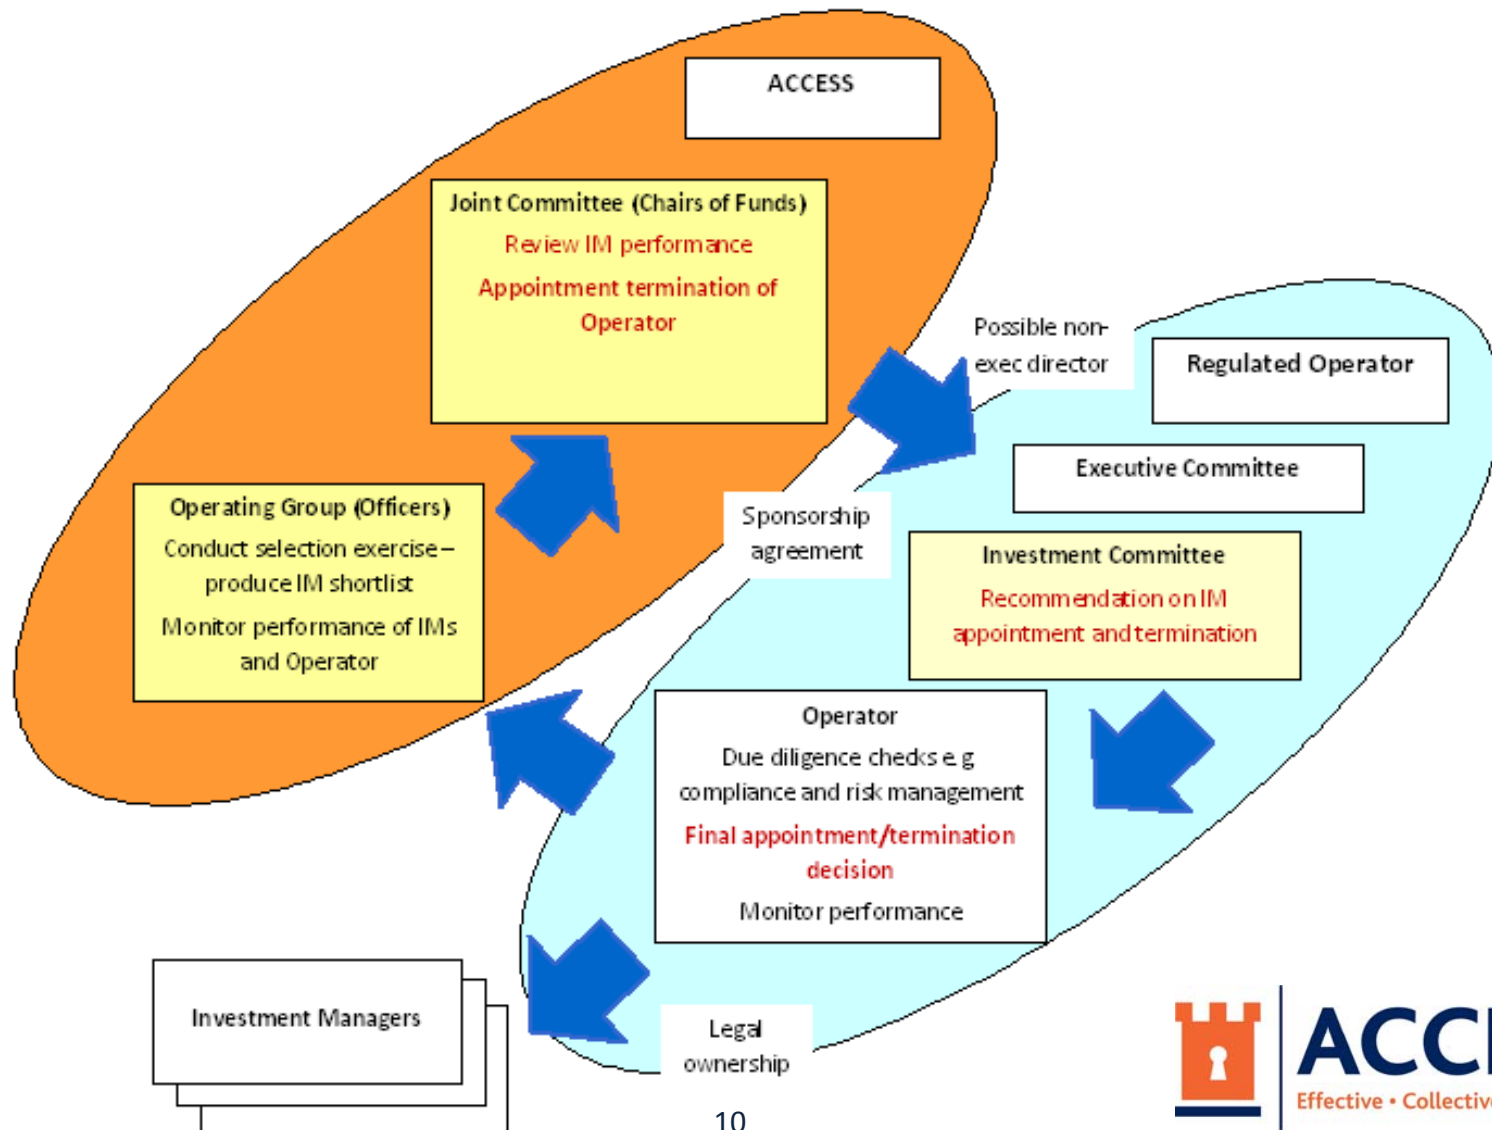 ACCESS
Joint Committee (Chairs of Funds)
Review IM performance
Appointment termination of
Operator
Possible non-
exec director
Regulated Operator
Executive Committee
Operating Group (Officers)
Conduct selection exercise –
produce IM shortlist
Monitor performance of IMs
and Operator
Sponsorship
agreement
Investment Committee
Recommendation on IM
appointment and termination
Operator
Due diligence checks e.g
compliance and risk management
Final appointment/termination
decision
Monitor performance
Investment Managers
Legal
ownership
ACCE
Effective • Collectiv
10